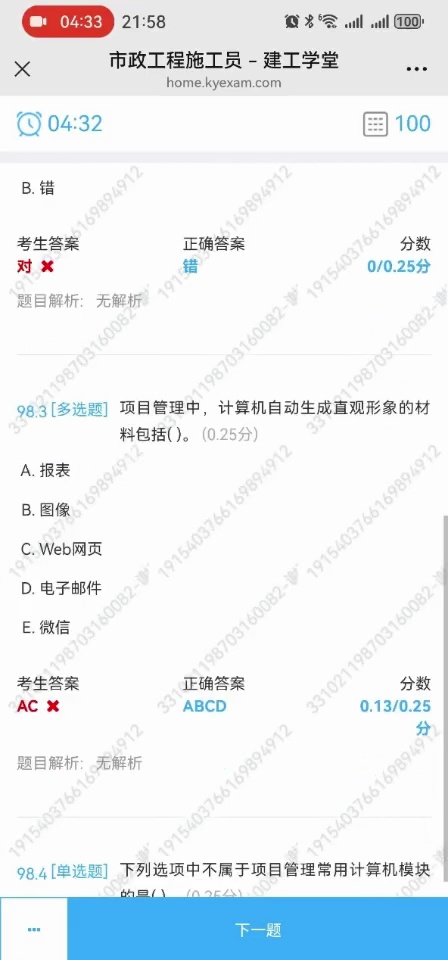 04:33 21:58 100
市政工程施工员 – 建工学堂
home.kyexam.com
04:32 100
B. 错
考生答案 正确答案 分数
对 错 0/0.25分
题目解析: 无解析
98.3 [多选题] 项目管理中，计算机自动生成直观形象的材
料包括( )。 (0.25分)
A. 报表
B. 图像
C. Web网页
D. 电子邮件
E. 微信
考生答案 正确答案 分数
AC ABCD 0.13/0.25
分
题目解析: 无解析
98.4 [单选题] 下列选项中不属于项目管理常用计算机模块
的是( )。 (0.25分)
下一题